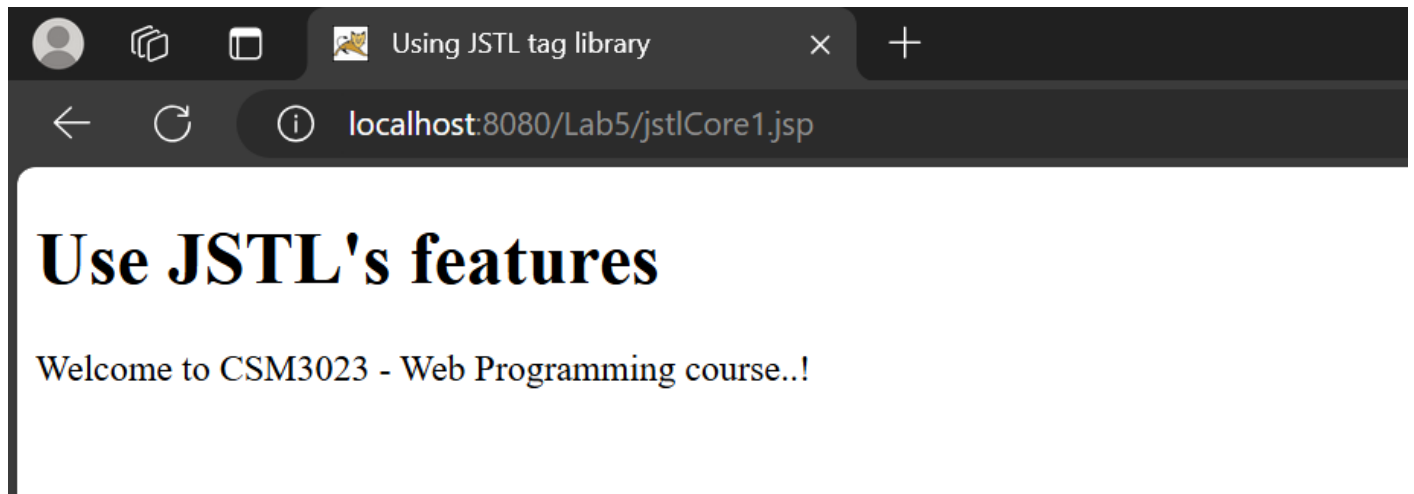 Using JSTL tag library
localhost:8080/Lab5/jstlCore1.jsp
Use JSTL's features
Welcome to CSM3023 - Web Programming course..!